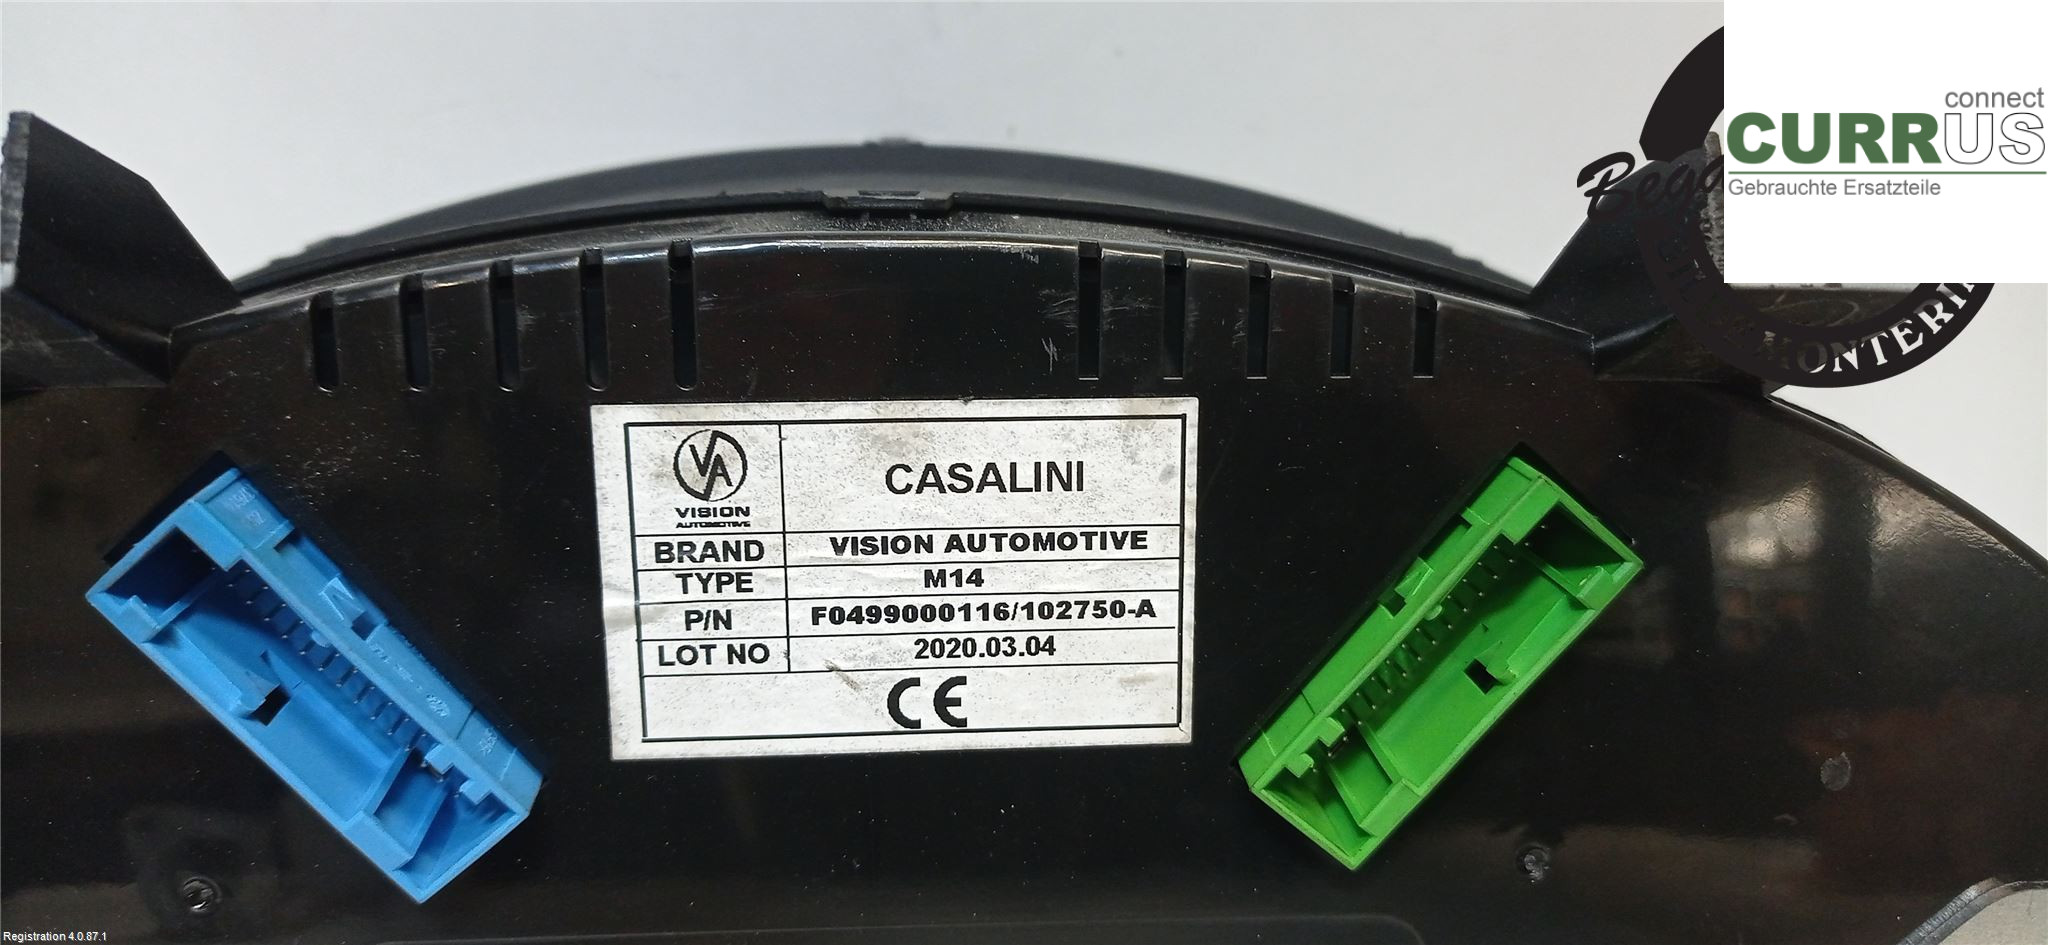 connect
CURRUS
Gebrauchte Ersatzteile
VA
VISION
AUTOMOTIVE
CASALINI
BRAND VISION AUTOMOTIVE
TYPE M14
P/N F0499000116/102750-A
LOT NO 2020.03.04
CE
Registration 4.0.87.1